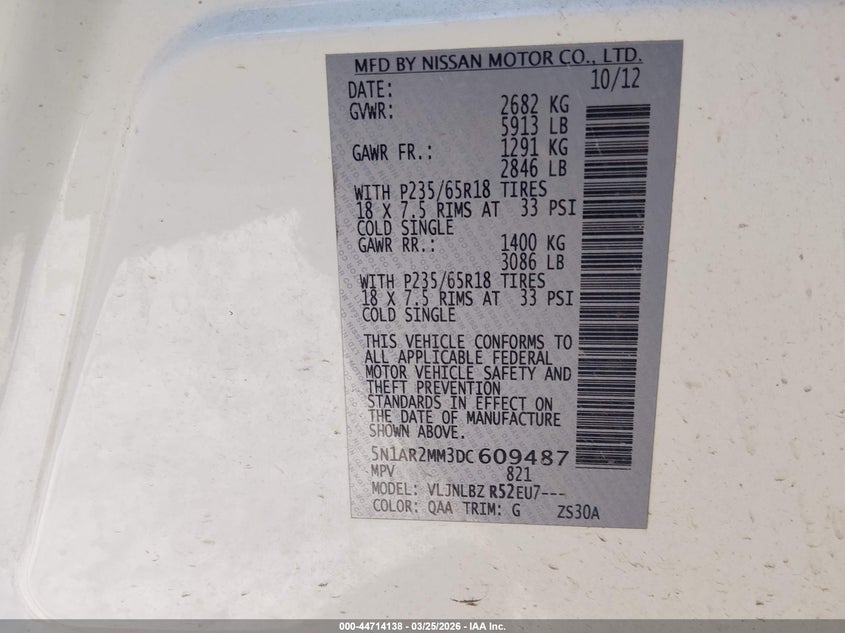 MFD BY NISSAN MOTOR CO., LTD.
DATE: 10/12
GVWR: 2682 KG
5913 LB
GAWR FR.: 1291 KG
2846 LB
WITH P235/65R18 TIRES
18 X 7.5 RIMS AT 33 PSI
COLD SINGLE
GAWR RR.: 1400 KG
3086 LB
WITH P235/65R18 TIRES
18 X 7.5 RIMS AT 33 PSI
COLD SINGLE
THIS VEHICLE CONFORMS TO
ALL APPLICABLE FEDERAL
MOTOR VEHICLE SAFETY AND
THEFT PREVENTION
STANDARDS IN EFFECT ON
THE DATE OF MANUFACTURE
SHOWN ABOVE.
5N1AR2MM3DC609487
MPV 821
MODEL: VLJNLBZ R52EU7---
COLOR: QAA TRIM: G ZS30A
000-44714138 - 03/25/2026 - IAA Inc.